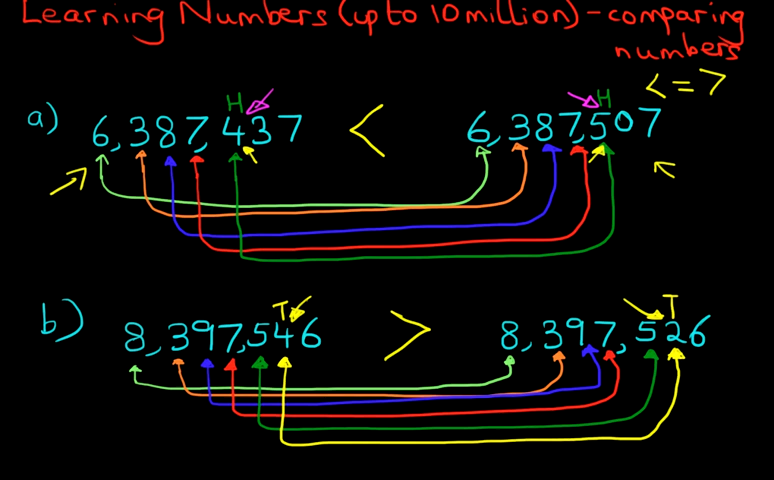 Learning Numbers (up to 10 million) - comparing
numbers
< = >
H H
a) 6,387,437 < 6,387,507
T T
b) 8,397,546 > 8,397,526